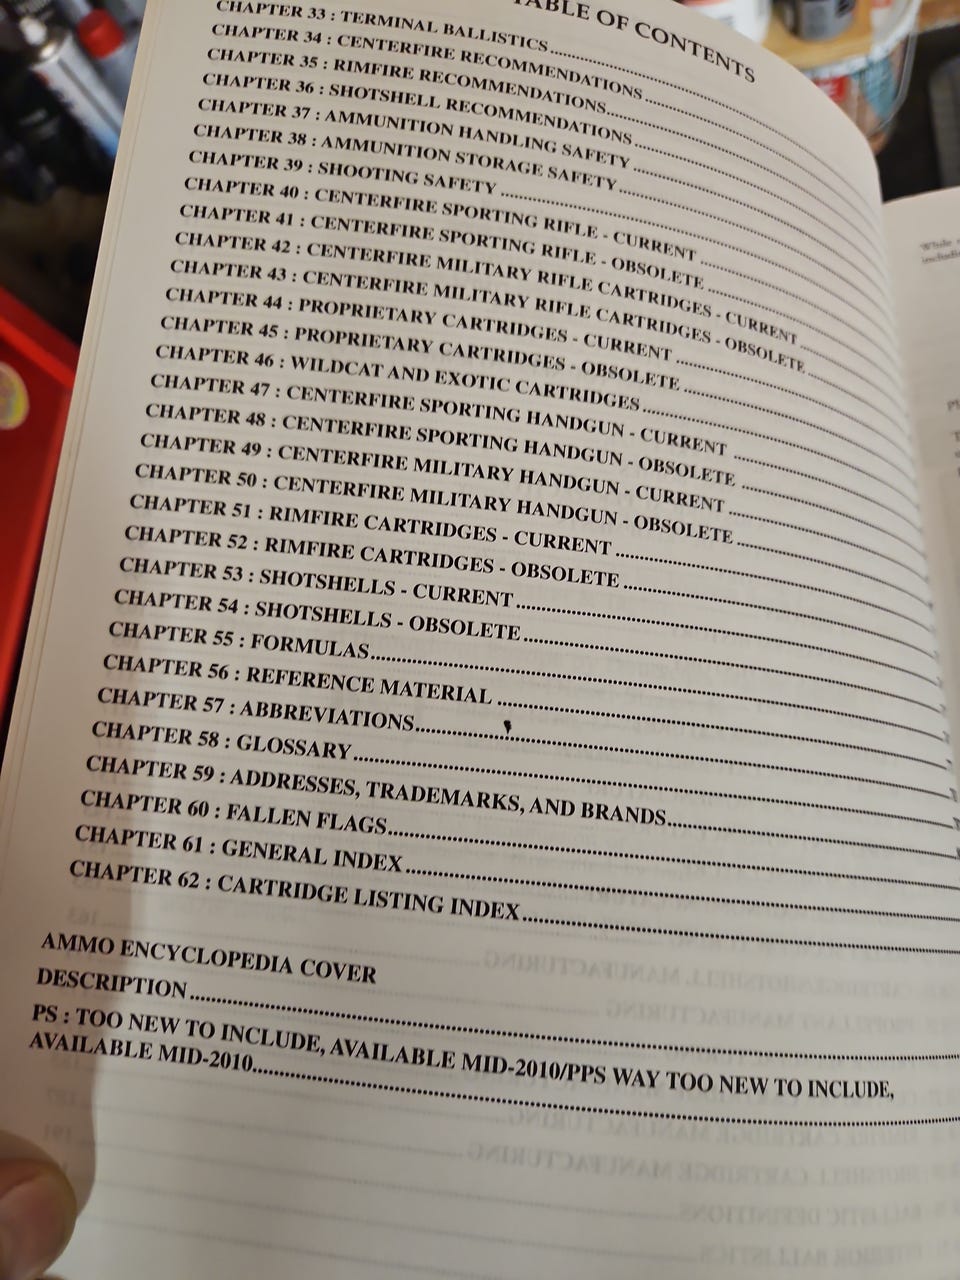 TABLE OF CONTENTS
CHAPTER 33 : TERMINAL BALLISTICS
CHAPTER 34 : CENTERFIRE RECOMMENDATIONS
CHAPTER 35 : RIMFIRE RECOMMENDATIONS
CHAPTER 36 : SHOTSHELL RECOMMENDATIONS
CHAPTER 37 : AMMUNITION HANDLING SAFETY
CHAPTER 38 : AMMUNITION STORAGE SAFETY
CHAPTER 39 : SHOOTING SAFETY
CHAPTER 40 : CENTERFIRE SPORTING RIFLE - CURRENT
CHAPTER 41 : CENTERFIRE SPORTING RIFLE - OBSOLETE
CHAPTER 42 : CENTERFIRE MILITARY RIFLE CARTRIDGES - CURRENT
CHAPTER 43 : CENTERFIRE MILITARY RIFLE CARTRIDGES - OBSOLETE
CHAPTER 44 : PROPRIETARY CARTRIDGES - CURRENT
CHAPTER 45 : PROPRIETARY CARTRIDGES - OBSOLETE
CHAPTER 46 : WILDCAT AND EXOTIC CARTRIDGES
CHAPTER 47 : CENTERFIRE SPORTING HANDGUN - CURRENT
CHAPTER 48 : CENTERFIRE SPORTING HANDGUN - OBSOLETE
CHAPTER 49 : CENTERFIRE MILITARY HANDGUN - CURRENT
CHAPTER 50 : CENTERFIRE MILITARY HANDGUN - OBSOLETE
CHAPTER 51 : RIMFIRE CARTRIDGES - CURRENT
CHAPTER 52 : RIMFIRE CARTRIDGES - OBSOLETE
CHAPTER 53 : SHOTSHELLS - CURRENT
CHAPTER 54 : SHOTSHELLS - OBSOLETE
CHAPTER 55 : FORMULAS
CHAPTER 56 : REFERENCE MATERIAL
CHAPTER 57 : ABBREVIATIONS
CHAPTER 58 : GLOSSARY
CHAPTER 59 : ADDRESSES, TRADEMARKS, AND BRANDS
CHAPTER 60 : FALLEN FLAGS
CHAPTER 61 : GENERAL INDEX
CHAPTER 62 : CARTRIDGE LISTING INDEX
AMMO ENCYCLOPEDIA COVER
DESCRIPTION
PS : TOO NEW TO INCLUDE, AVAILABLE MID-2010/PPS WAY TOO NEW TO INCLUDE,
AVAILABLE MID-2010
While